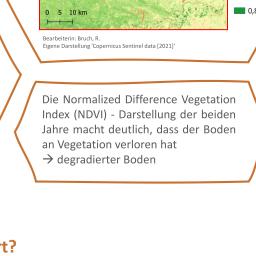 0 5 10 km
0,8
Bearbeiterin: Bruch, R.
Eigene Darstellung 'Copernicus Sentinel data [2021]'
Die Normalized Difference Vegetation
Index (NDVI) - Darstellung der beiden
Jahre macht deutlich, dass der Boden
an Vegetation verloren hat
→ degradierter Boden
t?